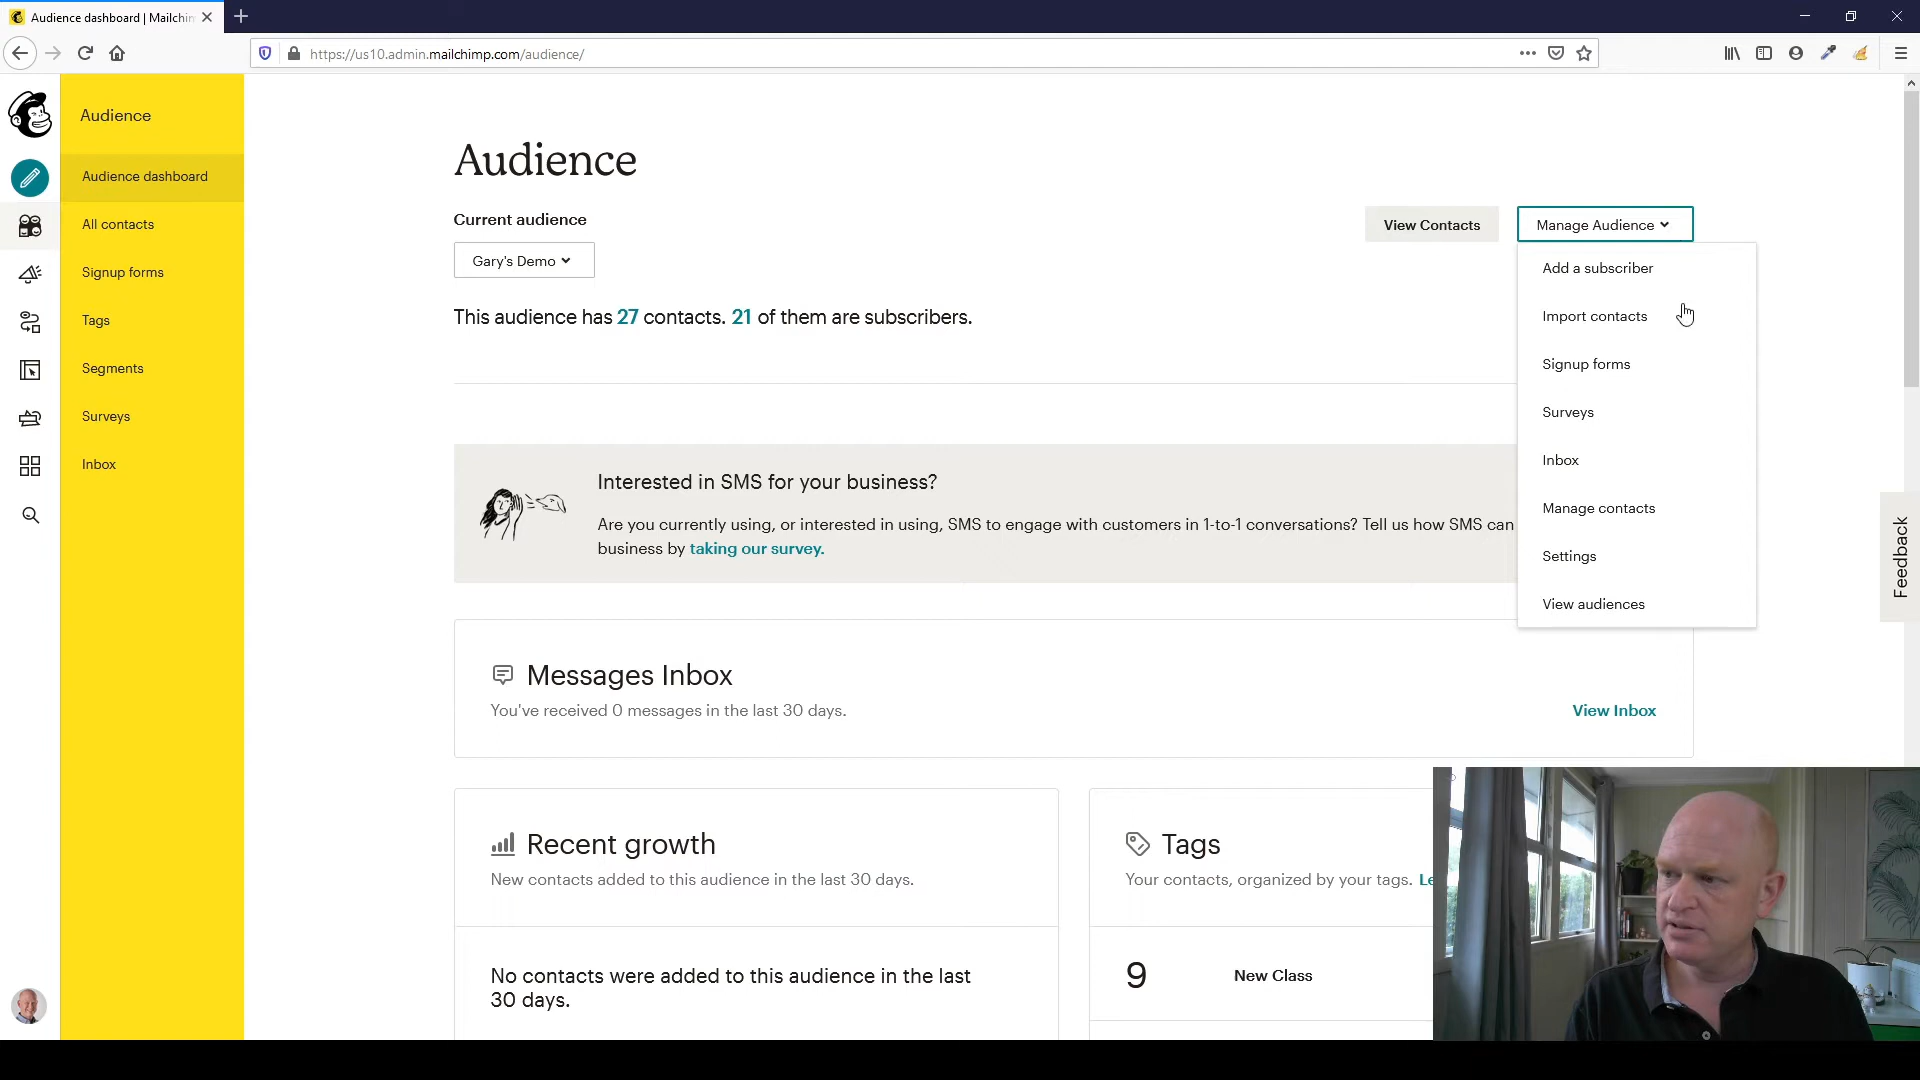 Audience dashboard | Mailchin
https://us10.admin.mailchimp.com/audience/
Audience
Audience dashboard
All contacts
Signup forms
Tags
Segments
Surveys
Inbox
Audience
Current audience
Gary's Demo
View Contacts
Manage Audience
Add a subscriber
Import contacts
Signup forms
Surveys
Inbox
Manage contacts
Settings
View audiences
This audience has 27 contacts. 21 of them are subscribers.
Interested in SMS for your business?
Are you currently using, or interested in using, SMS to engage with customers in 1-to-1 conversations? Tell us how SMS can
business by taking our survey.
Feedback
Messages Inbox
You've received 0 messages in the last 30 days.
View Inbox
Recent growth
New contacts added to this audience in the last 30 days.
No contacts were added to this audience in the last
30 days.
Tags
Your contacts, organized by your tags. Le
9 New Class